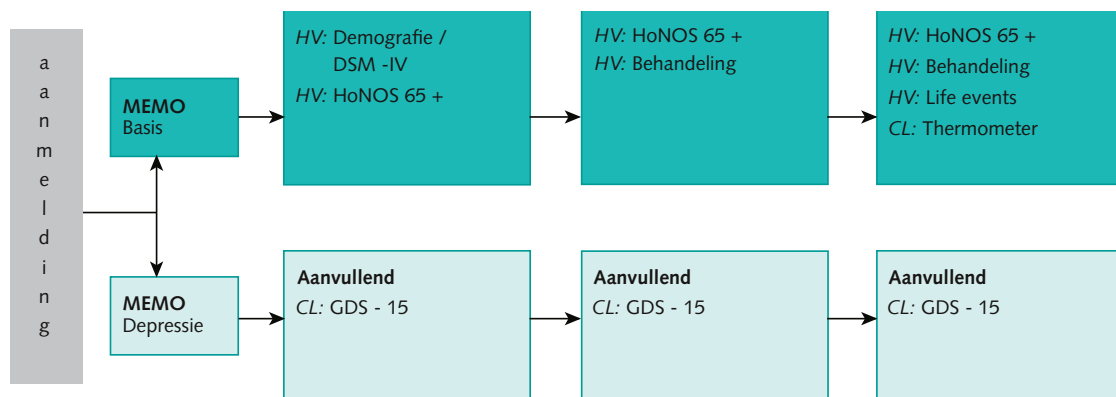 aanmelding
MEMO
Basis
HV: Demografie /
DSM -IV
HV: HoNOS 65 +
HV: HoNOS 65 +
HV: Behandeling
HV: HoNOS 65 +
HV: Behandeling
HV: Life events
CL: Thermometer
MEMO
Depressie
Aanvullend
CL: GDS - 15
Aanvullend
CL: GDS - 15
Aanvullend
CL: GDS - 15